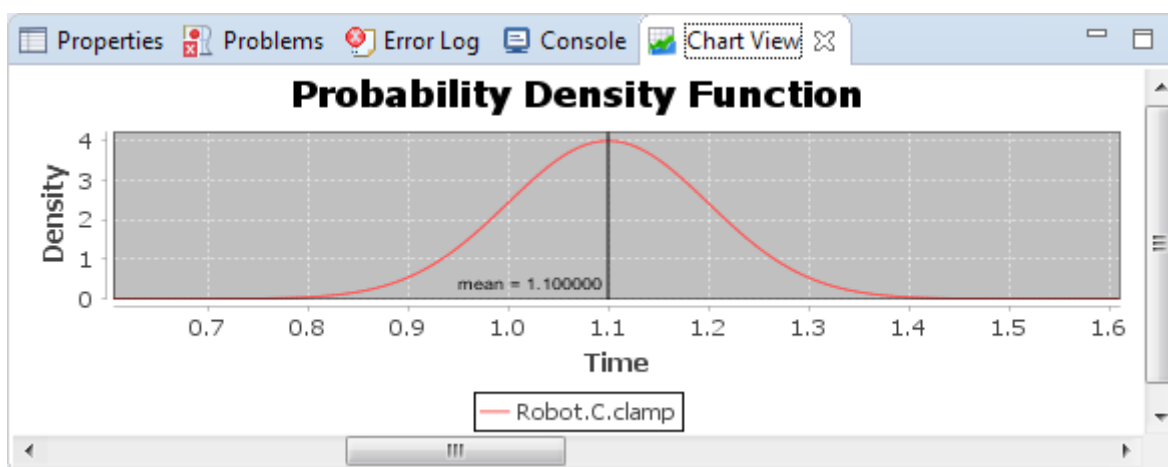 Properties Problems Error Log Console Chart View
Probability Density Function
Density
4
3
2
1
0
mean = 1.100000
0.7 0.8 0.9 1.0 1.1 1.2 1.3 1.4 1.5 1.6
Time
Robot.C.clamp